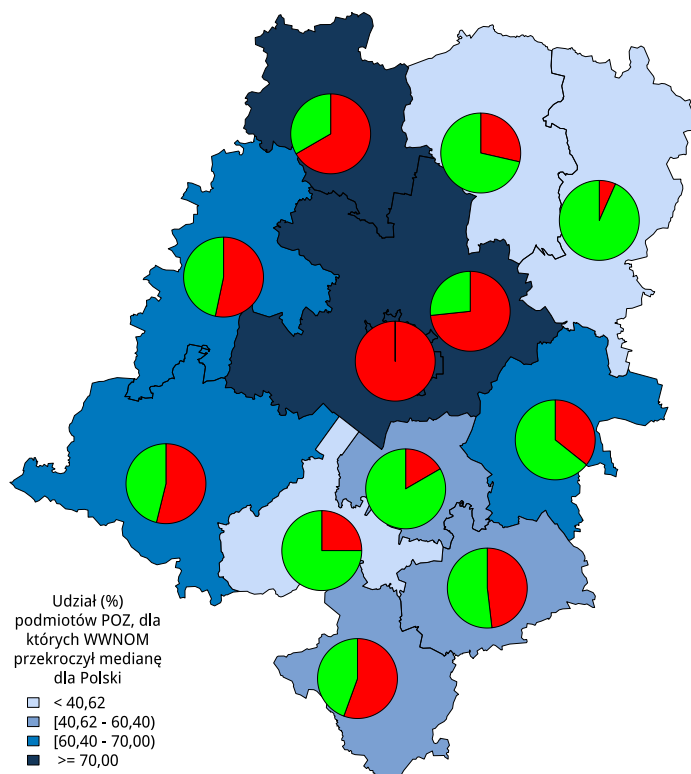 Udział (%)
podmiotów POZ, dla
których WWNOM
przekroczył medianę
dla Polski
< 40,62
[40,62 - 60,40)
[60,40 - 70,00)
>= 70,00